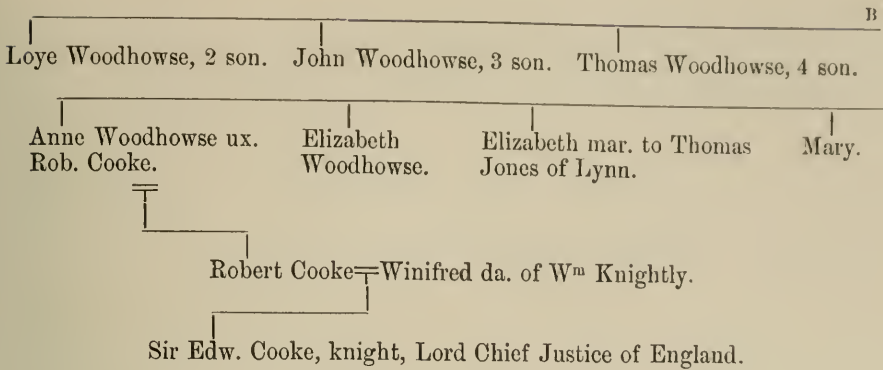 B
Loye Woodhowse, 2 son. John Woodhowse, 3 son. Thomas Woodhowse, 4 son.
Anne Woodhowse ux. Elizabeth Elizabeth mar. to Thomas Mary.
Rob. Cooke. Woodhowse. Jones of Lynn.
Robert Cooke Winifred da. of Wᵐ Knightly.
Sir Edw. Cooke, knight, Lord Chief Justice of England.